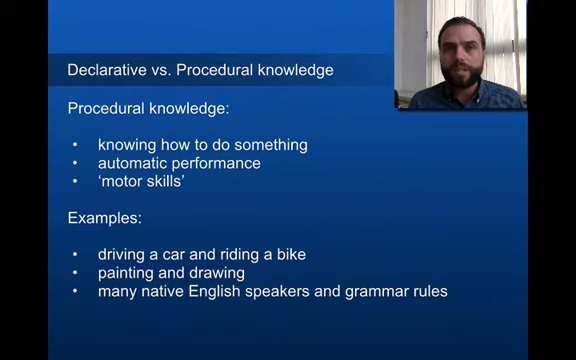 Declarative vs. Procedural knowledge
Procedural knowledge:
• knowing how to do something
• automatic performance
• ‘motor skills’
Examples:
• driving a car and riding a bike
• painting and drawing
• many native English speakers and grammar rules